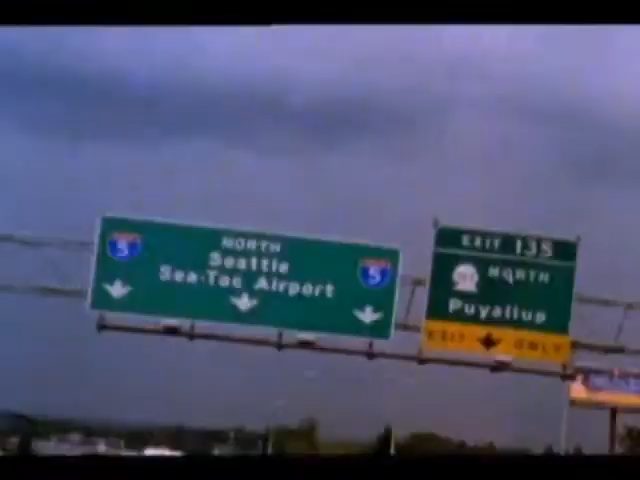 NORTH
5 Seattle 5
Sea-Tac Airport
EXIT 135
NORTH
Puyallup
EXIT ONLY